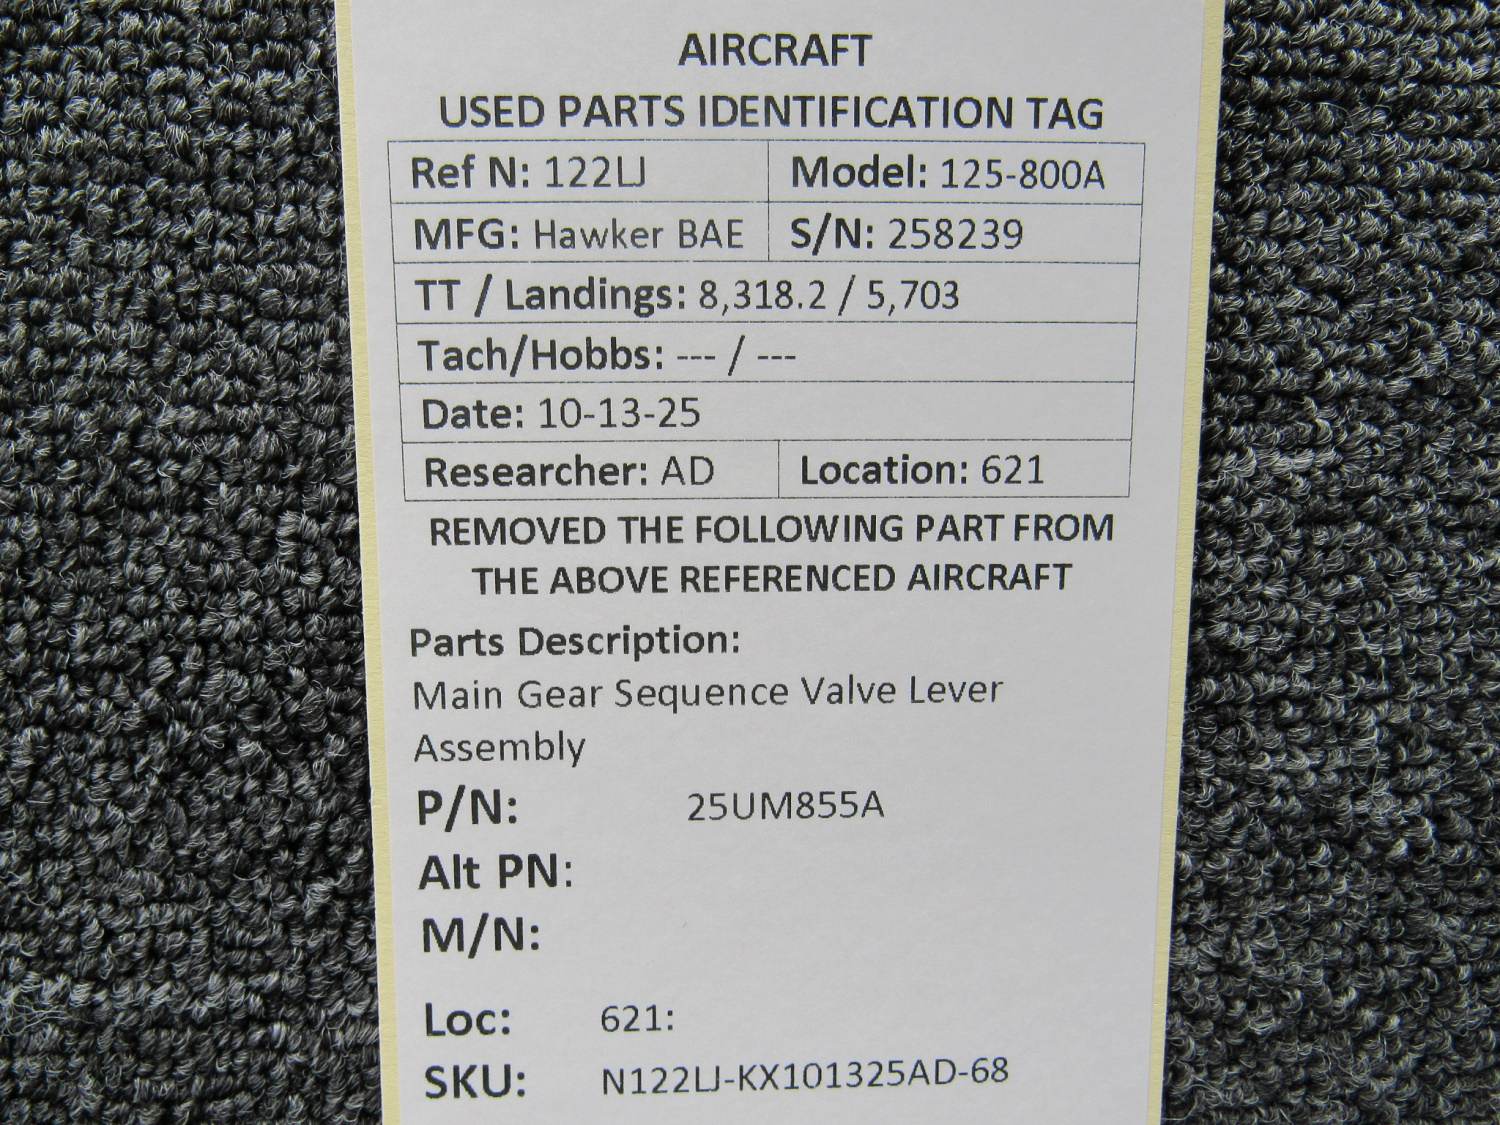 AIRCRAFT
USED PARTS IDENTIFICATION TAG
Ref N: 122LJ Model: 125-800A
MFG: Hawker BAE S/N: 258239
TT / Landings: 8,318.2 / 5,703
Tach/Hobbs: --- / ---
Date: 10-13-25
Researcher: AD Location: 621
REMOVED THE FOLLOWING PART FROM
THE ABOVE REFERENCED AIRCRAFT
Parts Description:
Main Gear Sequence Valve Lever
Assembly
P/N: 25UM855A
Alt PN:
M/N:
Loc: 621:
SKU: N122LJ-KX101325AD-68